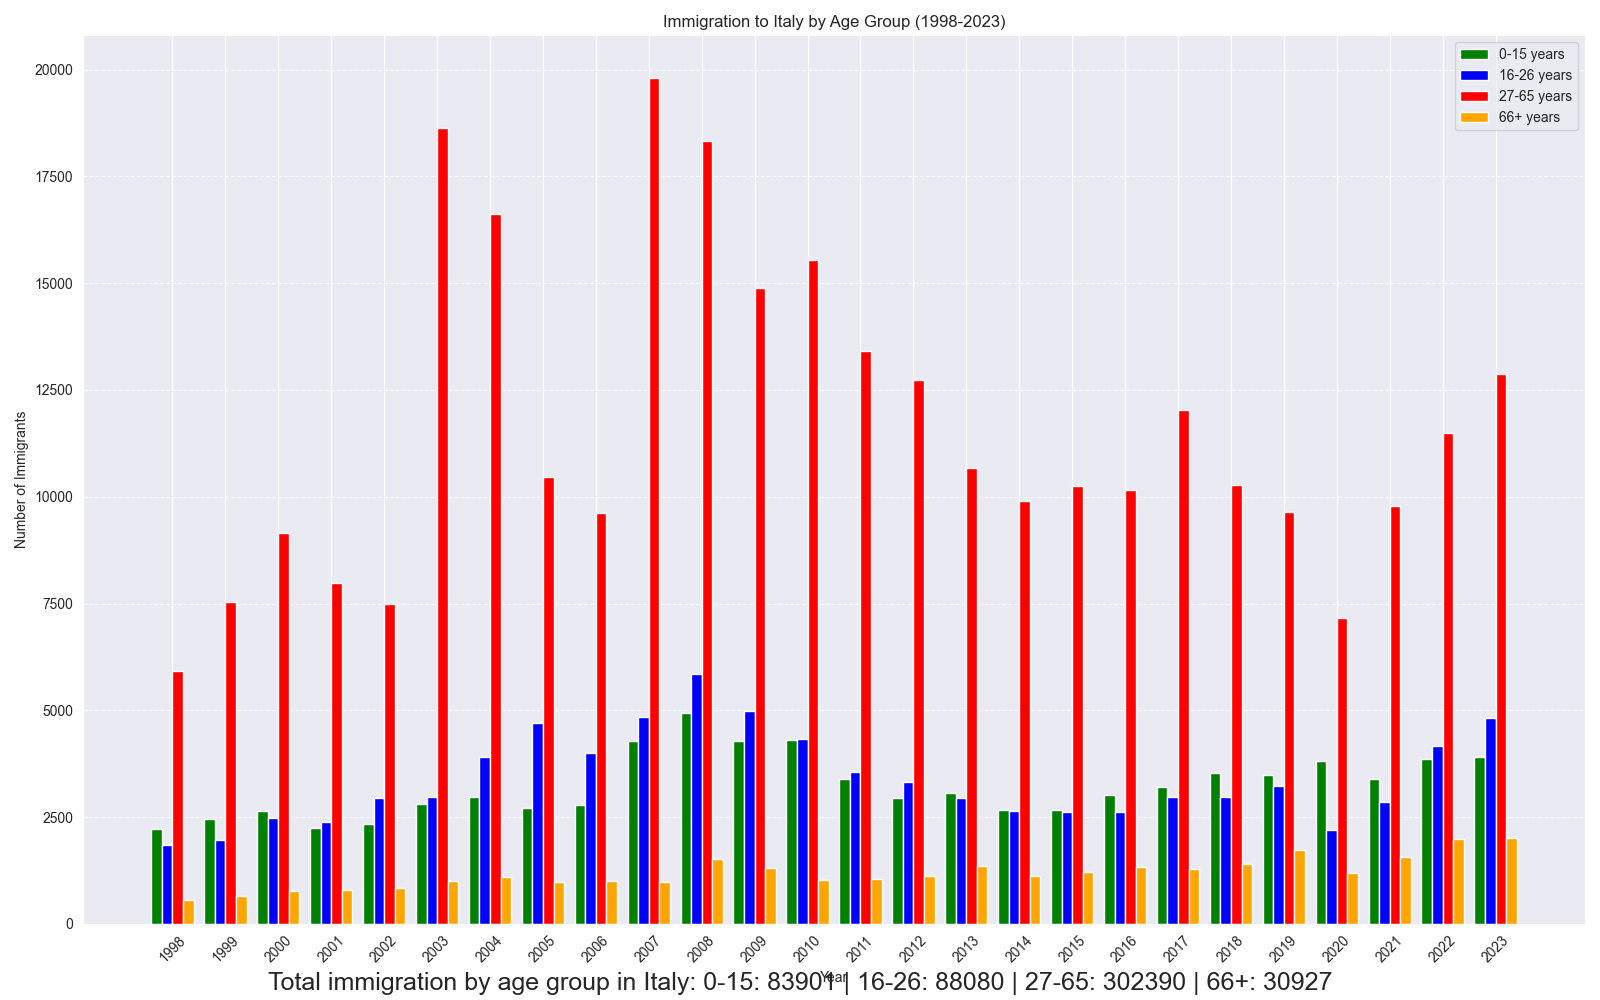 Immigration to Italy by Age Group (1998-2023)
0-15 years
16-26 years
27-65 years
66+ years
20000
17500
15000
12500
10000
7500
5000
2500
0
Number of Immigrants
1998 1999 2000 2001 2002 2003 2004 2005 2006 2007 2008 2009 2010 2011 2012 2013 2014 2015 2016 2017 2018 2019 2020 2021 2022 2023
Year
Total immigration by age group in Italy: 0-15: 83901 | 16-26: 88080 | 27-65: 302390 | 66+: 30927